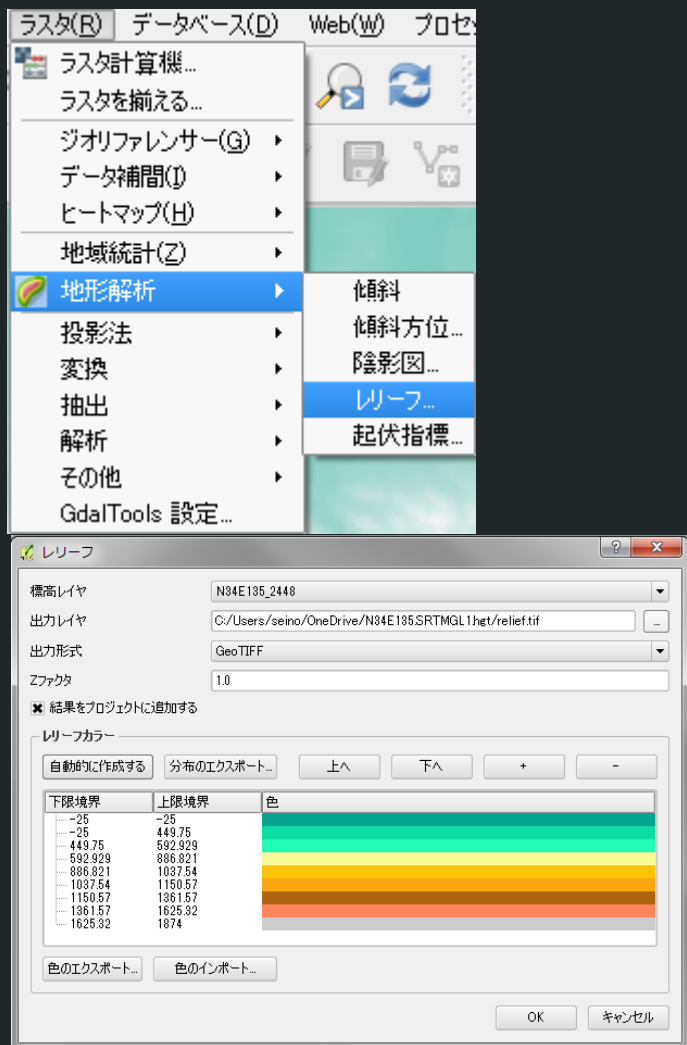 ラスタ(R) データベース(D) Web(W) プロセ
ラスタ計算機...
ラスタを揃える...
ジオリファレンサー(G)
データ補間(I)
ヒートマップ(H)
地域統計(Z)
地形解析
投影法
変換
抽出
解析
その他
GdalTools 設定...
傾斜
傾斜方位...
陰影図...
レリーフ...
起伏指標...
レリーフ
標高レイヤ N34E135_2448
出力レイヤ C:/Users/seino/OneDrive/N34E135.SRTMGL1.hgt/relief.tif ...
出力形式 GeoTIFF
Zファクタ 1.0
結果をプロジェクトに追加する
レリーフカラー
自動的に作成する 分布のエクスポート... 上へ 下へ + -
下限境界 上限境界 色
-25 -25
-25 449.75
449.75 592.929
592.929 886.821
886.821 1037.54
1037.54 1150.57
1150.57 1361.57
1361.57 1625.32
1625.32 1874
色のエクスポート... 色のインポート...
OK キャンセル